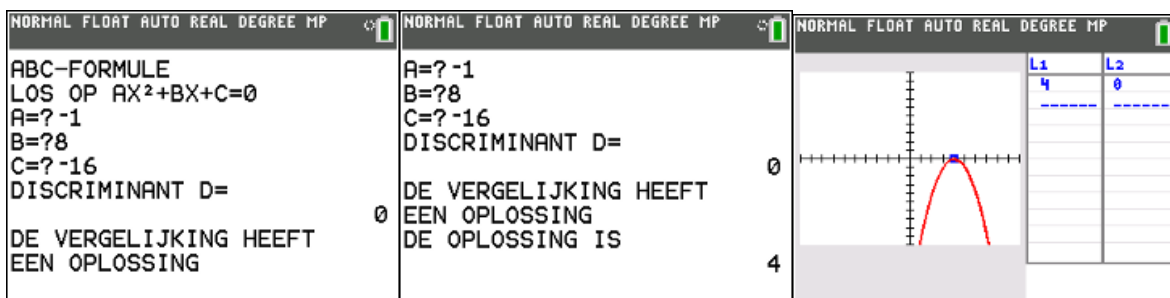 NORMAL FLOAT AUTO REAL DEGREE MP
ABC-FORMULE
LOS OP AX²+BX+C=0
A=?-1
B=?8
C=?-16
DISCRIMINANT D=
0
DE VERGELIJKING HEEFT
EEN OPLOSSING
NORMAL FLOAT AUTO REAL DEGREE MP
A=?-1
B=?8
C=?-16
DISCRIMINANT D=
0
DE VERGELIJKING HEEFT
EEN OPLOSSING
DE OPLOSSING IS
4
NORMAL FLOAT AUTO REAL DEGREE MP
L1 L2
4 0
------ ------